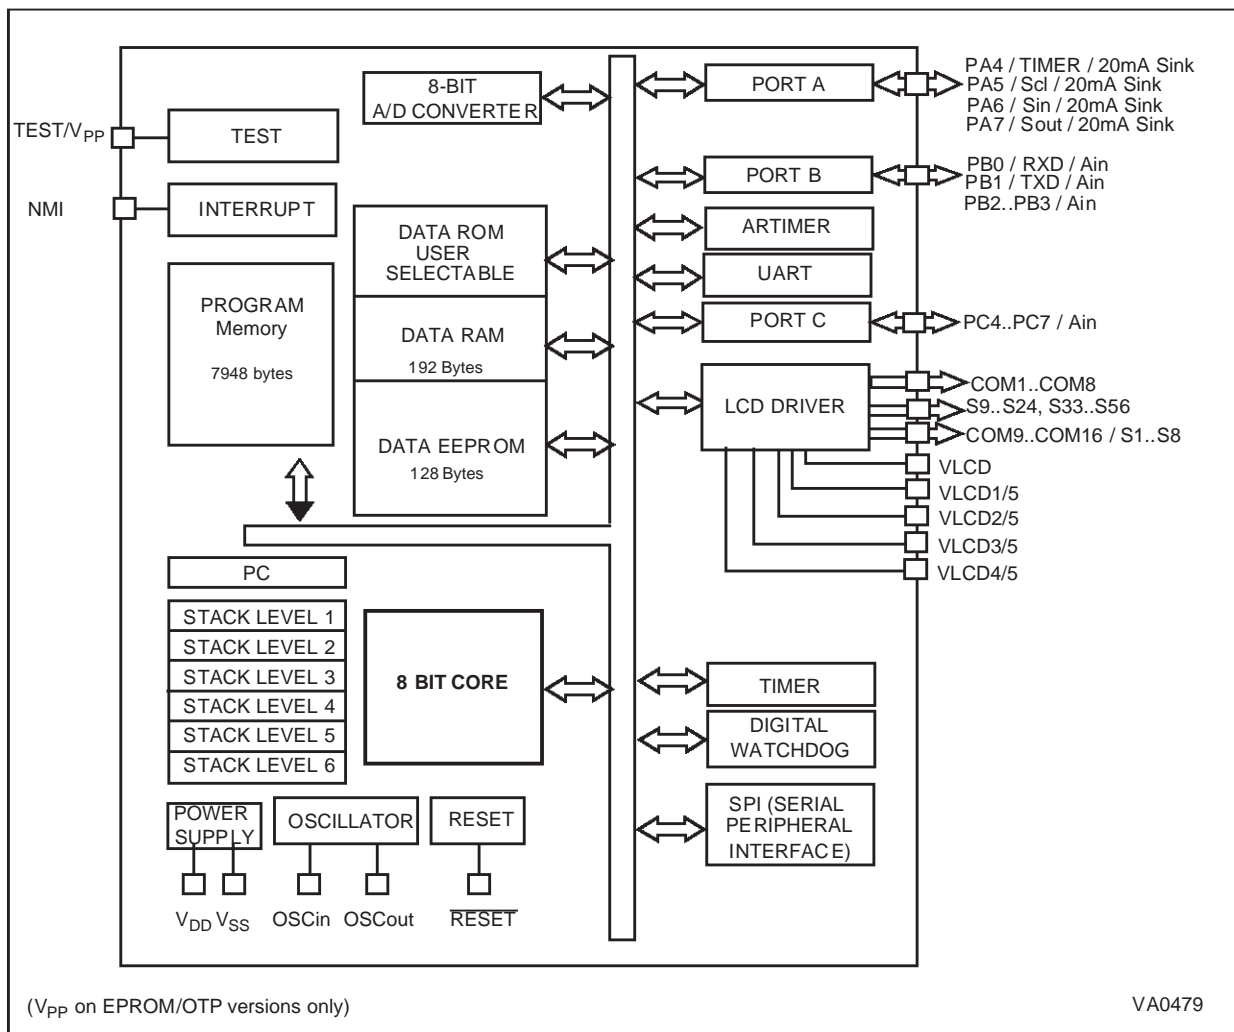 8-BIT
A/D CONVERTER
PORT A
PA4 / TIMER / 20mA Sink
PA5 / Scl / 20mA Sink
PA6 / Sin / 20mA Sink
PA7 / Sout / 20mA Sink
TEST/VPP
TEST
PORT B
PB0 / RXD / Ain
PB1 / TXD / Ain
PB2..PB3 / Ain
NMI
INTERRUPT
DATA ROM
USER
SELECTABLE
ARTIMER
UART
PROGRAM
Memory
7948 bytes
DATA RAM
192 Bytes
PORT C
PC4..PC7 / Ain
DATA EEPROM
128 Bytes
LCD DRIVER
COM1..COM8
S9..S24, S33..S56
COM9..COM16 / S1..S8
VLCD
VLCD1/5
VLCD2/5
VLCD3/5
VLCD4/5
PC
STACK LEVEL 1
STACK LEVEL 2
STACK LEVEL 3
STACK LEVEL 4
STACK LEVEL 5
STACK LEVEL 6
8 BIT CORE
TIMER
DIGITAL
WATCHDOG
SPI (SERIAL
PERIPHERAL
INTERFACE)
POWER
SUPPLY
OSCILLATOR
RESET
VDD VSS
OSCin
OSCout
RESET
(VPP on EPROM/OTP versions only)
VA0479